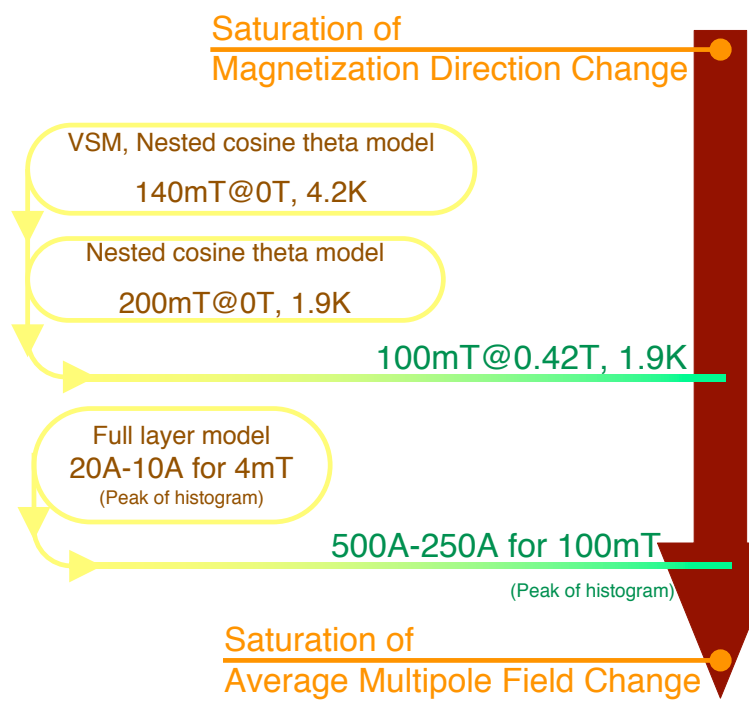 Saturation of
Magnetization Direction Change
VSM, Nested cosine theta model
140mT@0T, 4.2K
Nested cosine theta model
200mT@0T, 1.9K
100mT@0.42T, 1.9K
Full layer model
20A-10A for 4mT
(Peak of histogram)
500A-250A for 100mT
(Peak of histogram)
Saturation of
Average Multipole Field Change